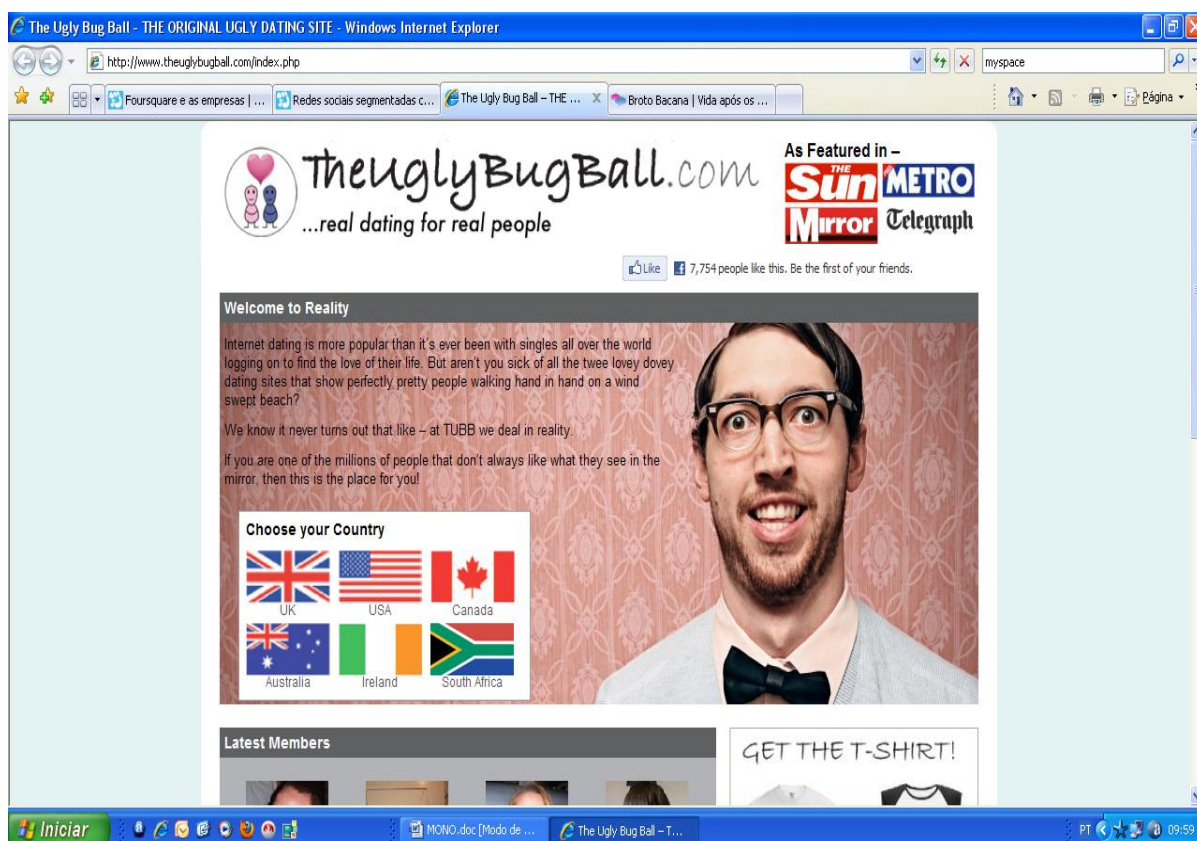 The Ugly Bug Ball - THE ORIGINAL UGLY DATING SITE - Windows Internet Explorer
http://www.theuglybugball.com/index.php
myspace
Foursquare e as empresas | ...
Redes sociais segmentadas c...
The Ugly Bug Ball – THE ... X
Broto Bacana | Vida após os ...
Página
TheUglyBugBall.com
...real dating for real people
As Featured in –
THE Sun
METRO
Mirror
Telegraph
Like
7,754 people like this. Be the first of your friends.
Welcome to Reality
Internet dating is more popular than it's ever been with singles all over the world
logging on to find the love of their life. But aren't you sick of all the twee lovey dovey
dating sites that show perfectly pretty people walking hand in hand on a wind
swept beach?
We know it never turns out that like – at TUBB we deal in reality.
If you are one of the millions of people that don't always like what they see in the
mirror, then this is the place for you!
Choose your Country
UK
USA
Canada
Australia
Ireland
South Africa
Latest Members
GET THE T-SHIRT!
Iniciar
MONO.doc [Modo de ...
The Ugly Bug Ball – T...
PT
09:59